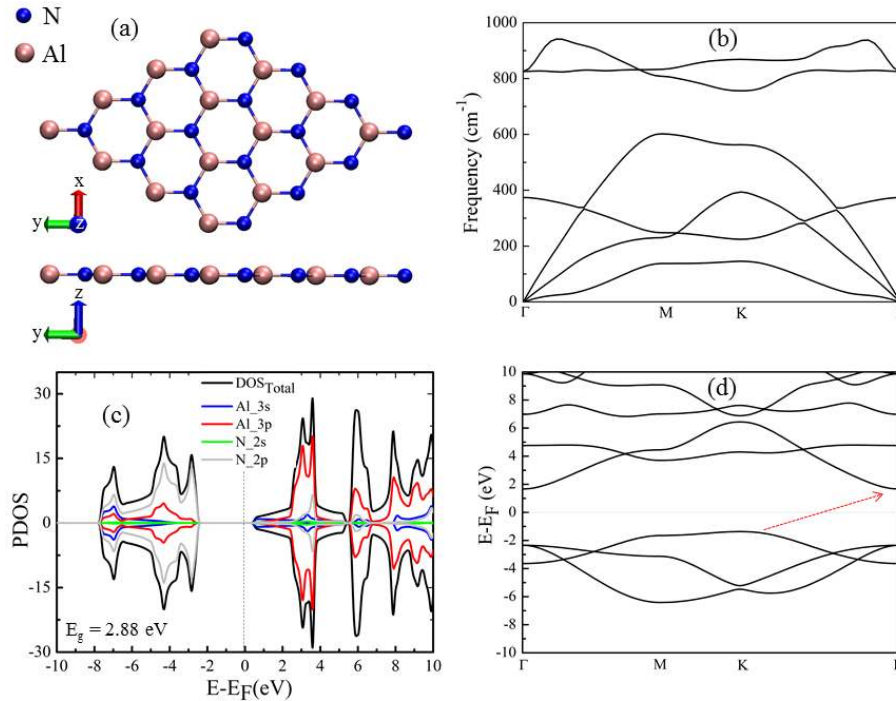 N
Al
(a)
x
y
z
z
y
(b)
Frequency (cm⁻¹)
1000
800
600
400
200
0
Γ
M
K
(c)
DOS_Total
Al_3s
Al_3p
N_2s
N_2p
PDOS
30
15
0
-15
-30
E_g = 2.88 eV
-10 -8 -6 -4 -2 0 2 4 6 8 10
E-E_F(eV)
(d)
E-E_F (eV)
10
8
6
4
2
0
-2
-4
-6
-8
-10
Γ
M
K